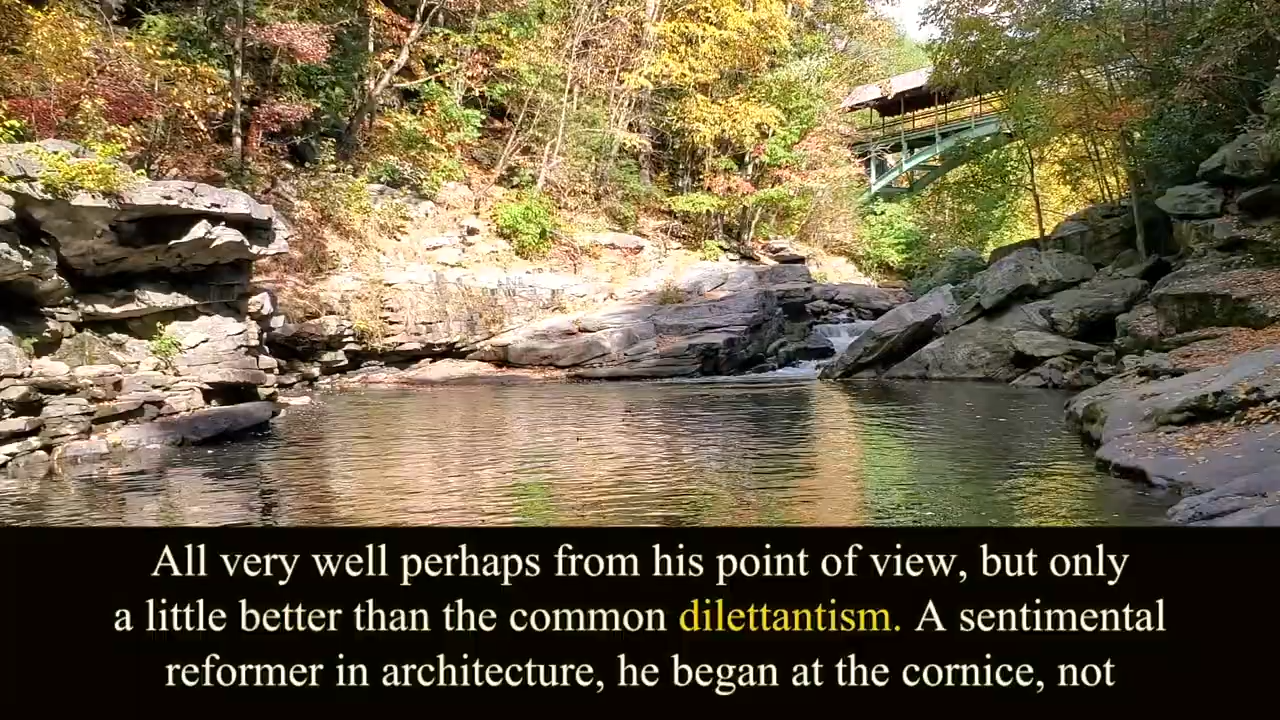 All very well perhaps from his point of view, but only
a little better than the common dilettantism. A sentimental
reformer in architecture, he began at the cornice, not